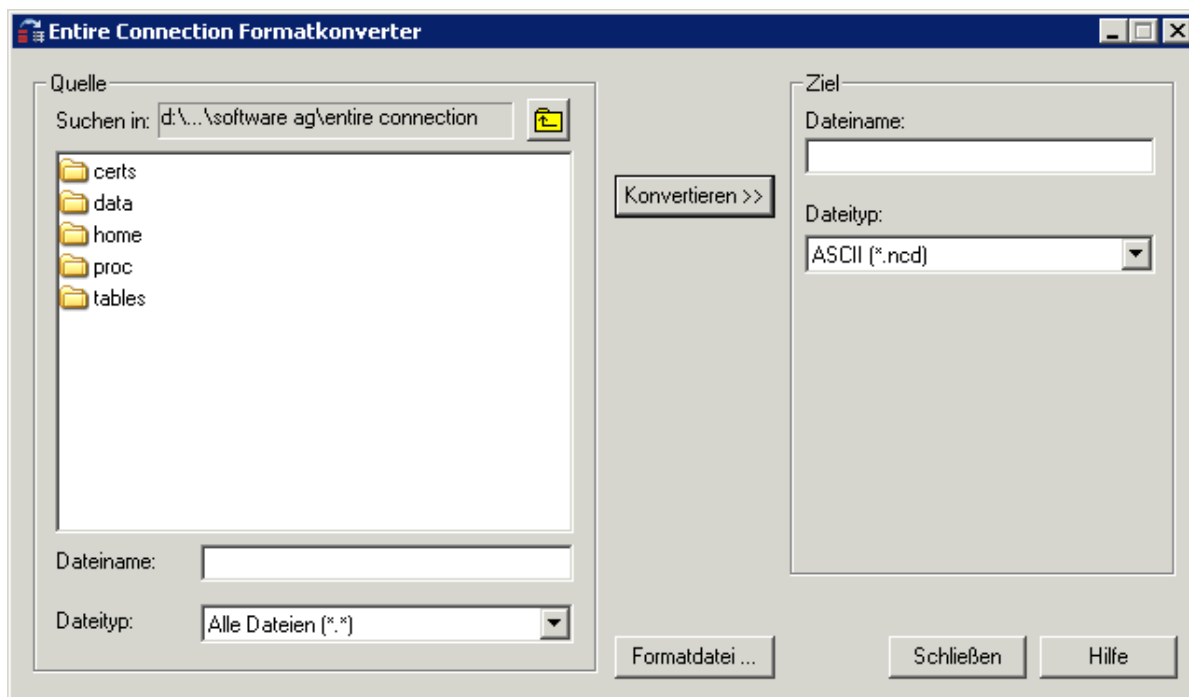 Entire Connection Formatkonverter
Quelle
Suchen in: d:\...\software ag\entire connection
certs
data
home
proc
tables
Dateiname:
Dateityp: Alle Dateien (*.*)
Konvertieren >>
Formatdatei ...
Ziel
Dateiname:
Dateityp:
ASCII (*.ncd)
Schließen
Hilfe